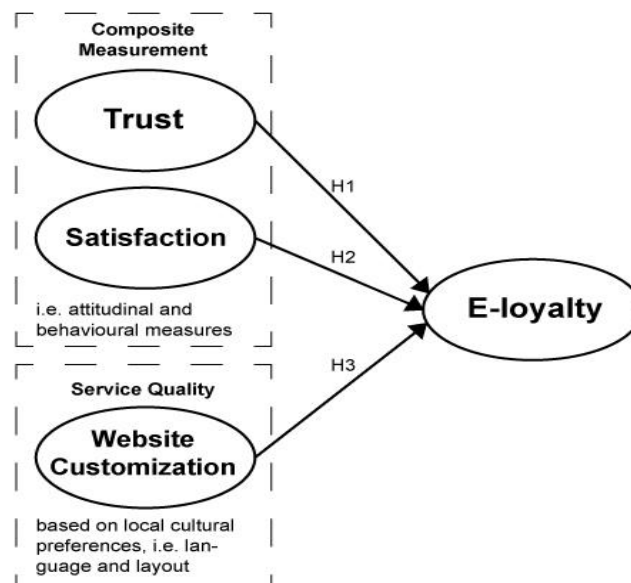 Composite
Measurement
Trust
H1
Satisfaction
H2
i.e. attitudinal and
behavioural measures
E-loyalty
H3
Service Quality
Website
Customization
based on local cultural
preferences, i.e. lan-
guage and layout